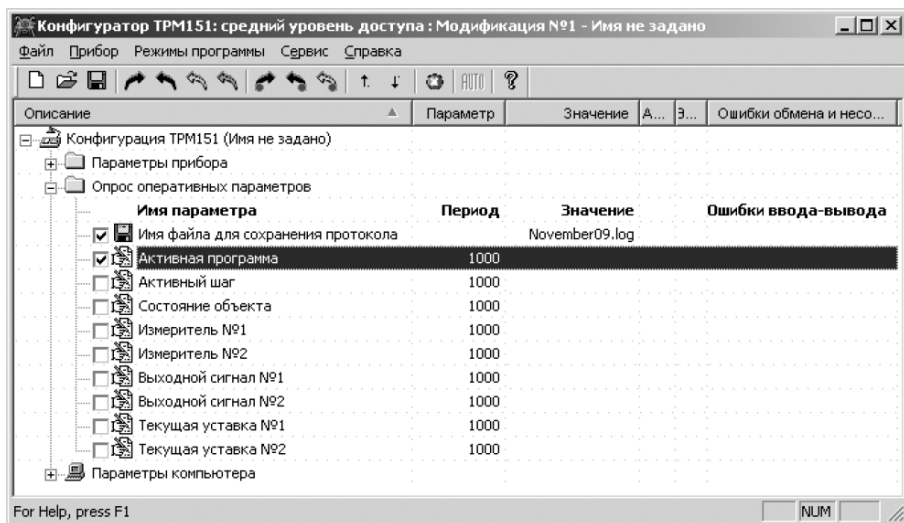 Конфигуратор ТРМ151: средний уровень доступа : Модификация №1 - Имя не задано
Файл Прибор Режимы программы Сервис Справка
AUTO
Описание Параметр Значение А... Э... Ошибки обмена и несо...
Конфигурация ТРМ151 (Имя не задано)
Параметры прибора
Опрос оперативных параметров
Имя параметра Период Значение Ошибки ввода-вывода
Имя файла для сохранения протокола November09.log
Активная программа 1000
Активный шаг 1000
Состояние объекта 1000
Измеритель №1 1000
Измеритель №2 1000
Выходной сигнал №1 1000
Выходной сигнал №2 1000
Текущая уставка №1 1000
Текущая уставка №2 1000
Параметры компьютера
For Help, press F1 NUM